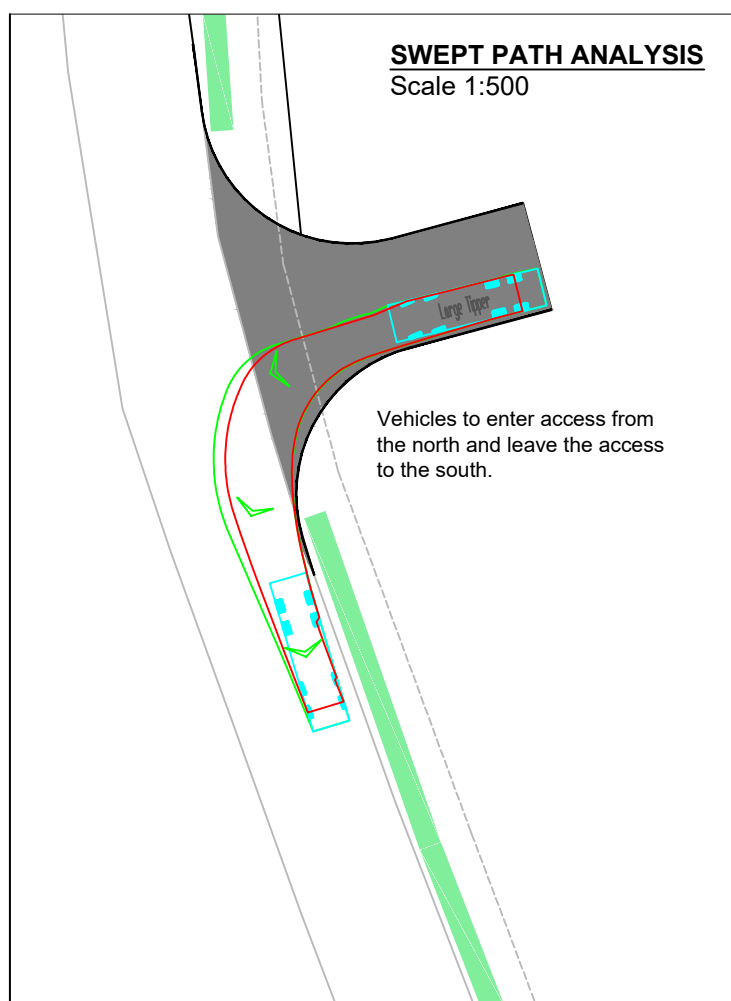 SWEPT PATH ANALYSIS
Scale 1:500
Large Tipper
Vehicles to enter access from
the north and leave the access
to the south.